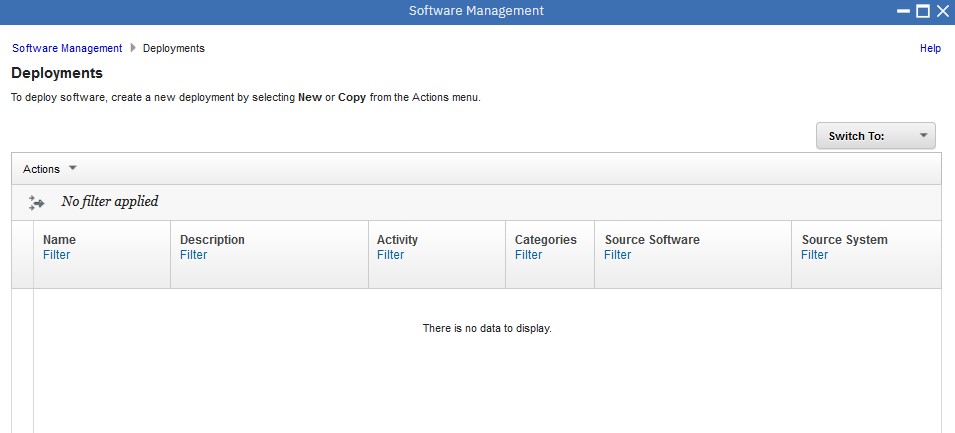 Software Management
Software Management Deployments Help
Deployments
To deploy software, create a new deployment by selecting New or Copy from the Actions menu.
Switch To:
Actions
No filter applied
Name Description Activity Categories Source Software Source System
Filter Filter Filter Filter Filter Filter
There is no data to display.